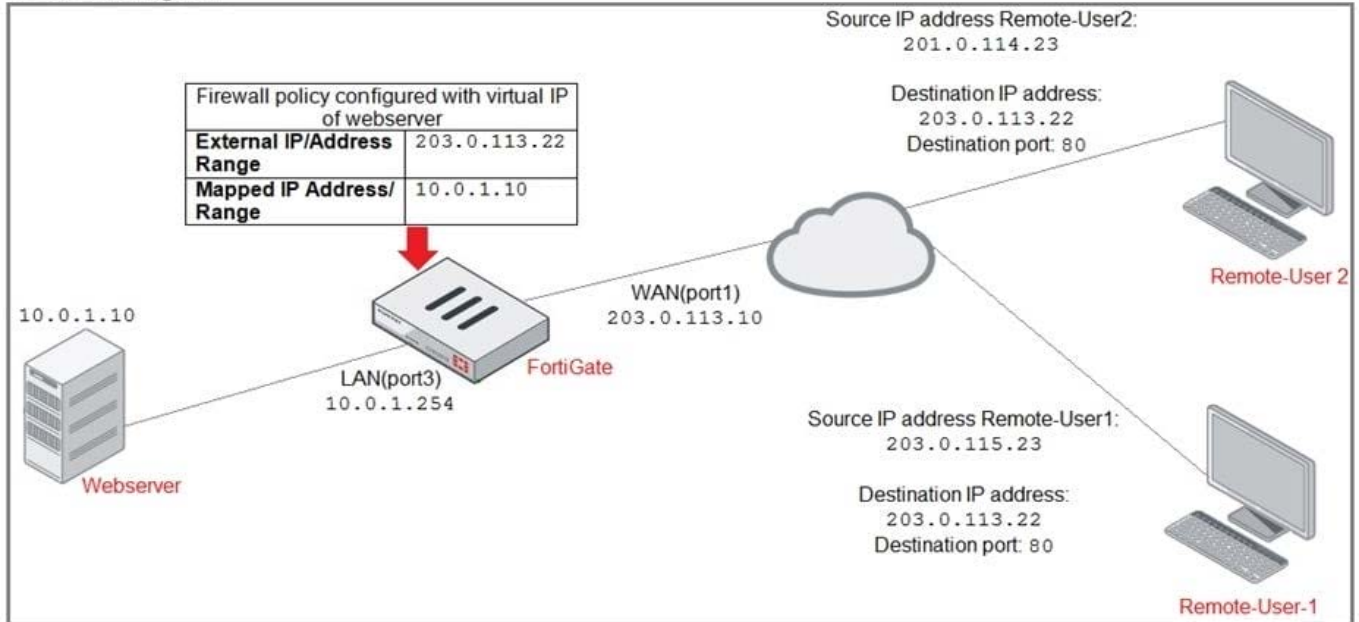 Source IP address Remote-User2:
201.0.114.23
Destination IP address:
203.0.113.22
Destination port: 80
Firewall policy configured with virtual IP
of webserver
External IP/Address Range 203.0.113.22
Mapped IP Address/ Range 10.0.1.10
Remote-User 2
WAN(port1)
203.0.113.10
10.0.1.10
FortiGate
LAN(port3)
10.0.1.254
Webserver
Source IP address Remote-User1:
203.0.115.23
Destination IP address:
203.0.113.22
Destination port: 80
Remote-User-1